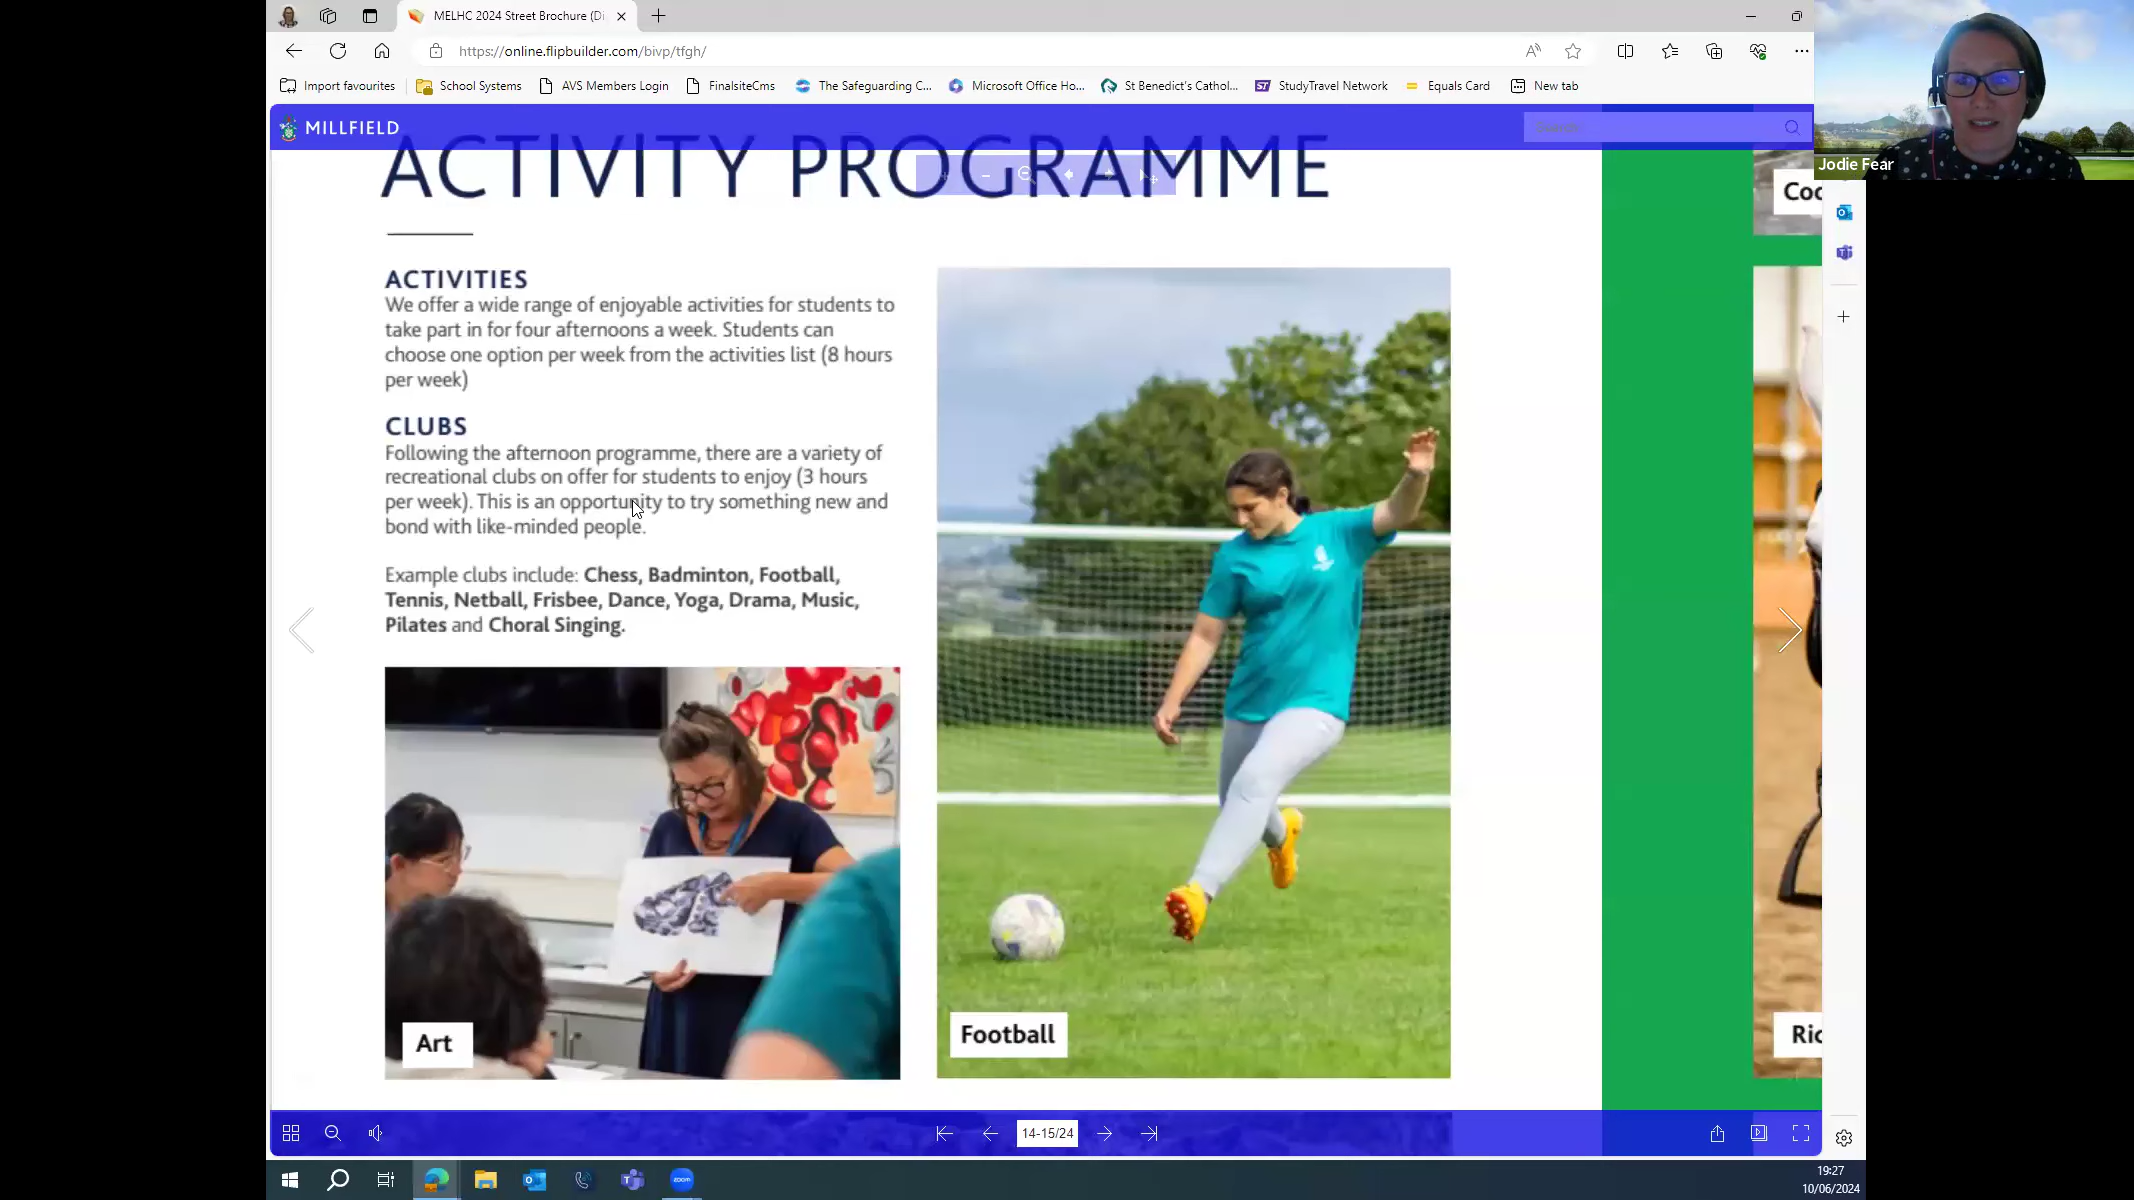 MELHC 2024 Street Brochure (Di
https://online.flipbuilder.com/bivp/tfgh/
Import favourites
School Systems
AVS Members Login
FinalsiteCms
The Safeguarding C...
Microsoft Office Ho...
St Benedict's Cathol...
StudyTravel Network
Equals Card
New tab
MILLFIELD
Jodie Fear
ACTIVITY PROGRAMME
Coo
ACTIVITIES
We offer a wide range of enjoyable activities for students to
take part in for four afternoons a week. Students can
choose one option per week from the activities list (8 hours
per week)
CLUBS
Following the afternoon programme, there are a variety of
recreational clubs on offer for students to enjoy (3 hours
per week). This is an opportunity to try something new and
bond with like-minded people.
Example clubs include: Chess, Badminton, Football,
Tennis, Netball, Frisbee, Dance, Yoga, Drama, Music,
Pilates and Choral Singing.
Art
Football
Ric
14-15/24
zoom
19:27
10/06/2024